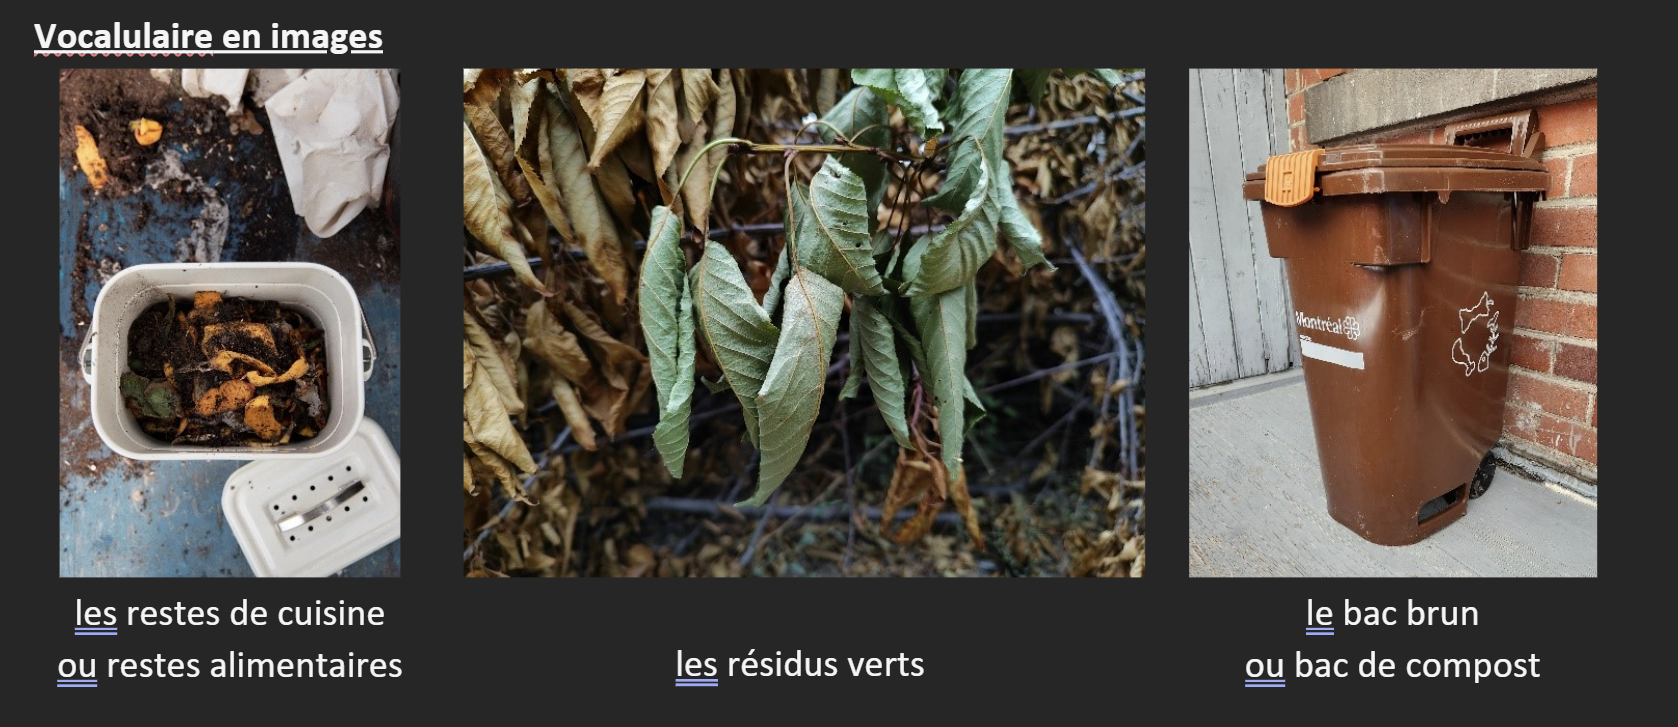 Vocalulaire en images
Montréal
les restes de cuisine
ou restes alimentaires
les résidus verts
le bac brun
ou bac de compost